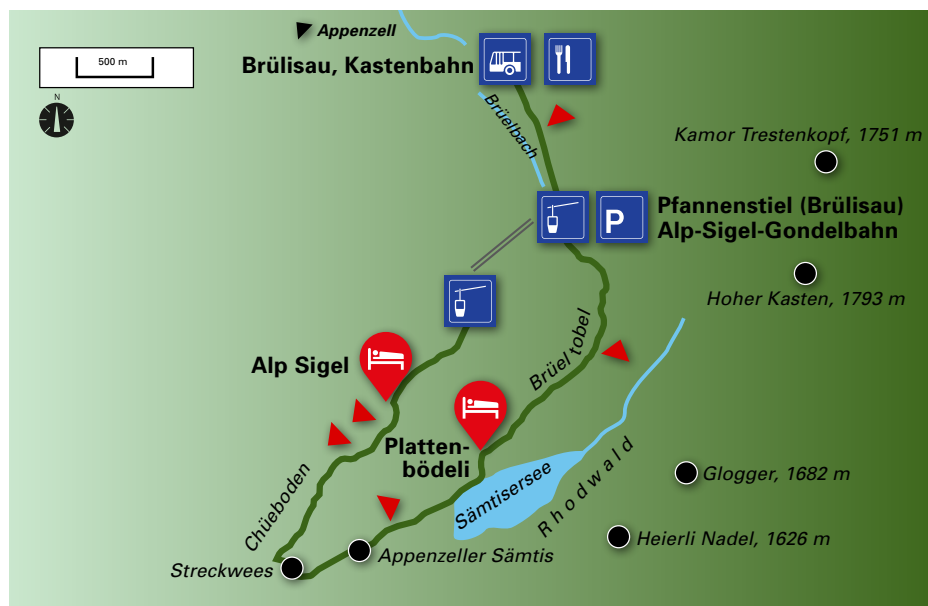 Appenzell
500 m
Brülisau, Kastenbahn
N
Brüelbach
Kamor Trestenkopf, 1751 m
P
Pfannenstiel (Brülisau)
Alp-Sigel-Gondelbahn
Hoher Kasten, 1793 m
Brüeltobel
Alp Sigel
Platten-
bödeli
Chüeboden
Sämtisersee
Rhodwald
Glogger, 1682 m
Heierli Nadel, 1626 m
Appenzeller Sämtis
Streckwees